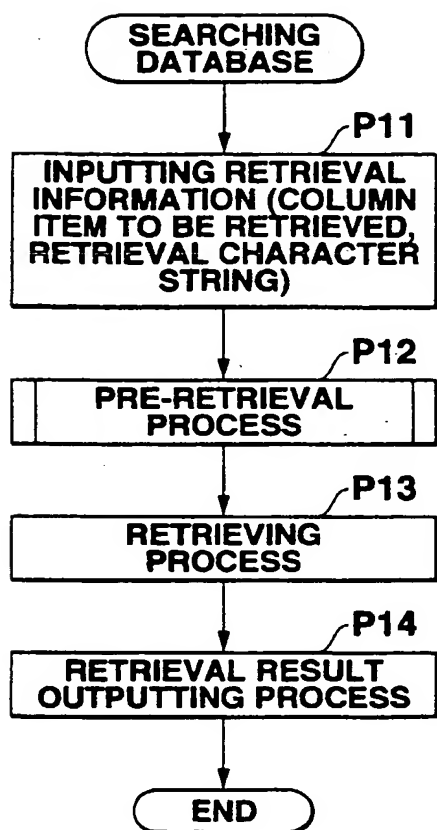 SEARCHING
DATABASE
P11
INPUTTING RETRIEVAL
INFORMATION (COLUMN
ITEM TO BE RETRIEVED,
RETRIEVAL CHARACTER
STRING)
P12
PRE-RETRIEVAL
PROCESS
P13
RETRIEVING
PROCESS
P14
RETRIEVAL RESULT
OUTPUTTING PROCESS
END